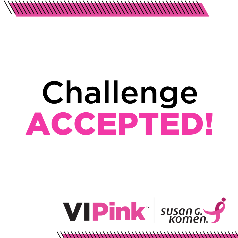 Challenge
ACCEPTED!
VIPink
susan G.
komen.